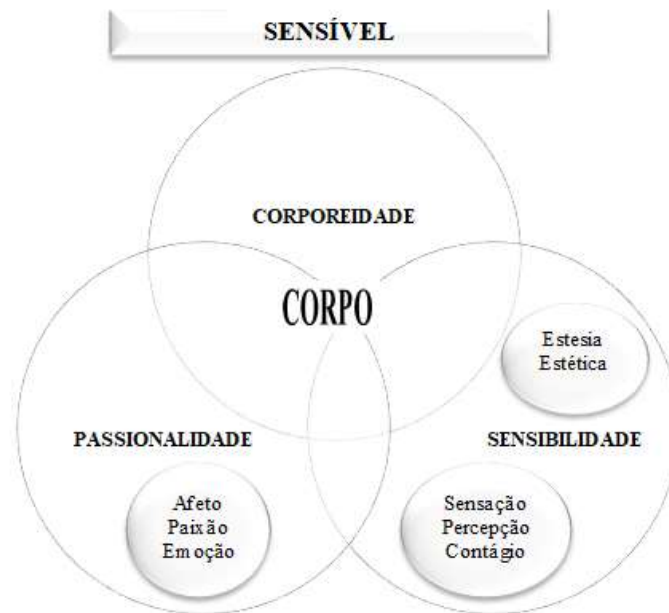 SENSÍVEL
CORPOREIDADE
CORPO
Estesia
Estética
PASSIONALIDADE
SENSIBILIDADE
Afeto
Paixão
Emoção
Sensação
Percepção
Contágio